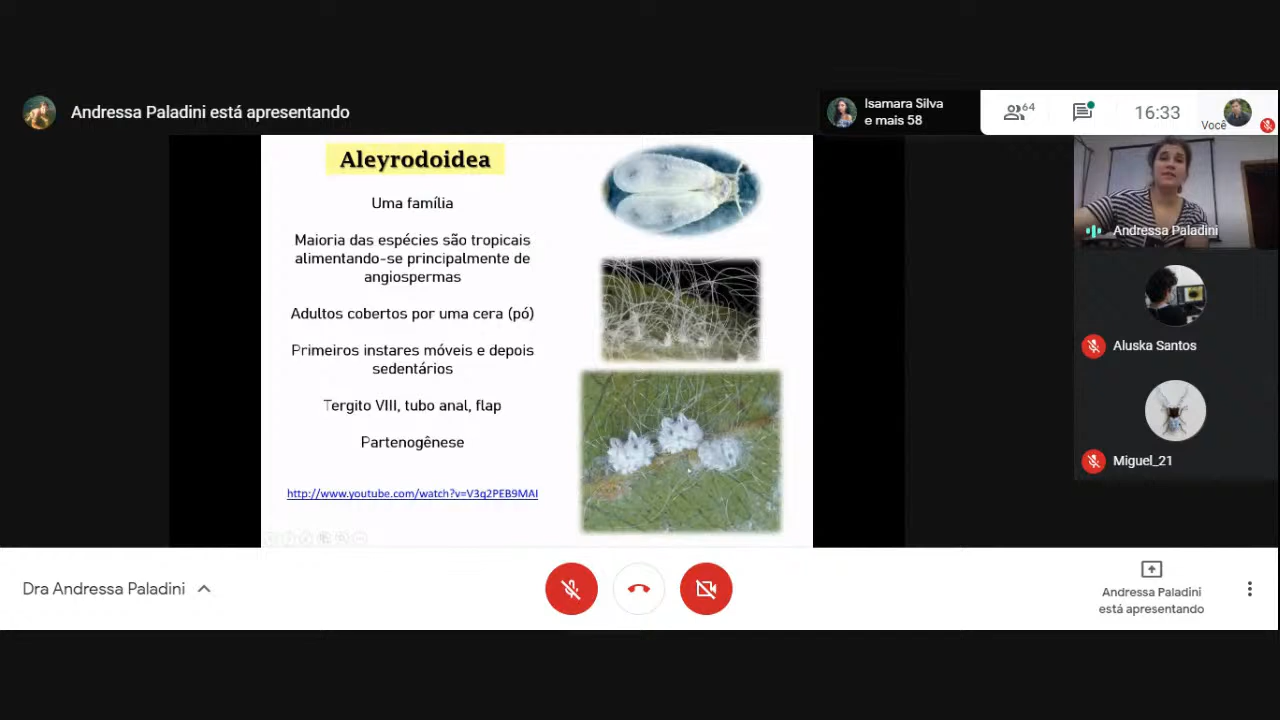 Andressa Paladini está apresentando
Isamara Silva
e mais 58
64
16:33
Você
Aleyrodoidea
Uma família
Maioria das espécies são tropicais
alimentando-se principalmente de
angiospermas
Adultos cobertos por uma cera (pó)
Primeiros instares móveis e depois
sedentários
Tergito VIII, tubo anal, flap
Partenogênese
http://www.youtube.com/watch?v=V3q2PEB9MAI
Andressa Paladini
Aluska Santos
Miguel_21
Dra Andressa Paladini
Andressa Paladini
está apresentando